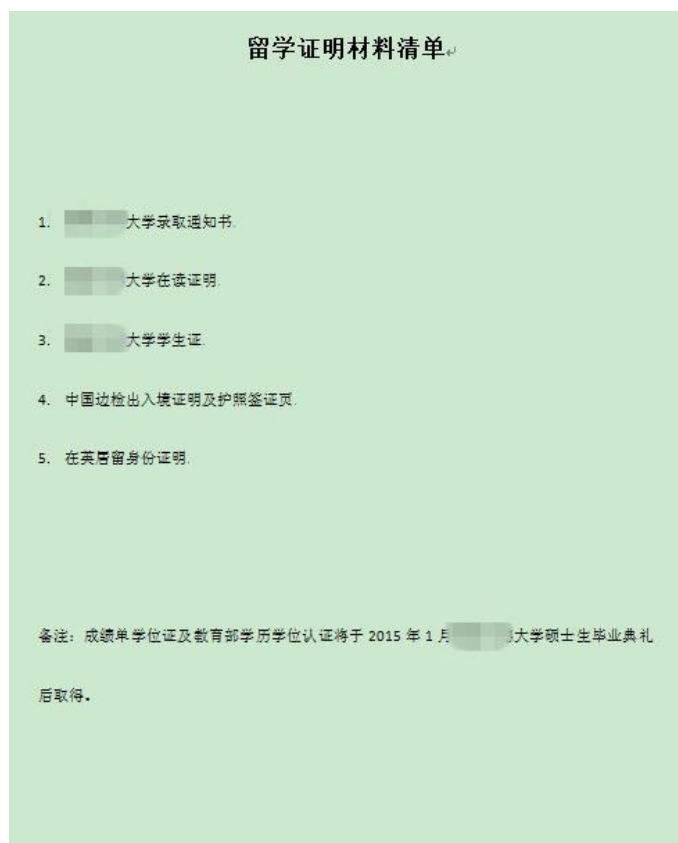 留学证明材料清单
1. 大学录取通知书.
2. 大学在读证明.
3. 大学学生证.
4. 中国边检出入境证明及护照签证页.
5. 在英居留身份证明.
备注：成绩单学位证及教育部学历学位认证将于 2015 年 1 月 大学硕士生毕业典礼
后取得。